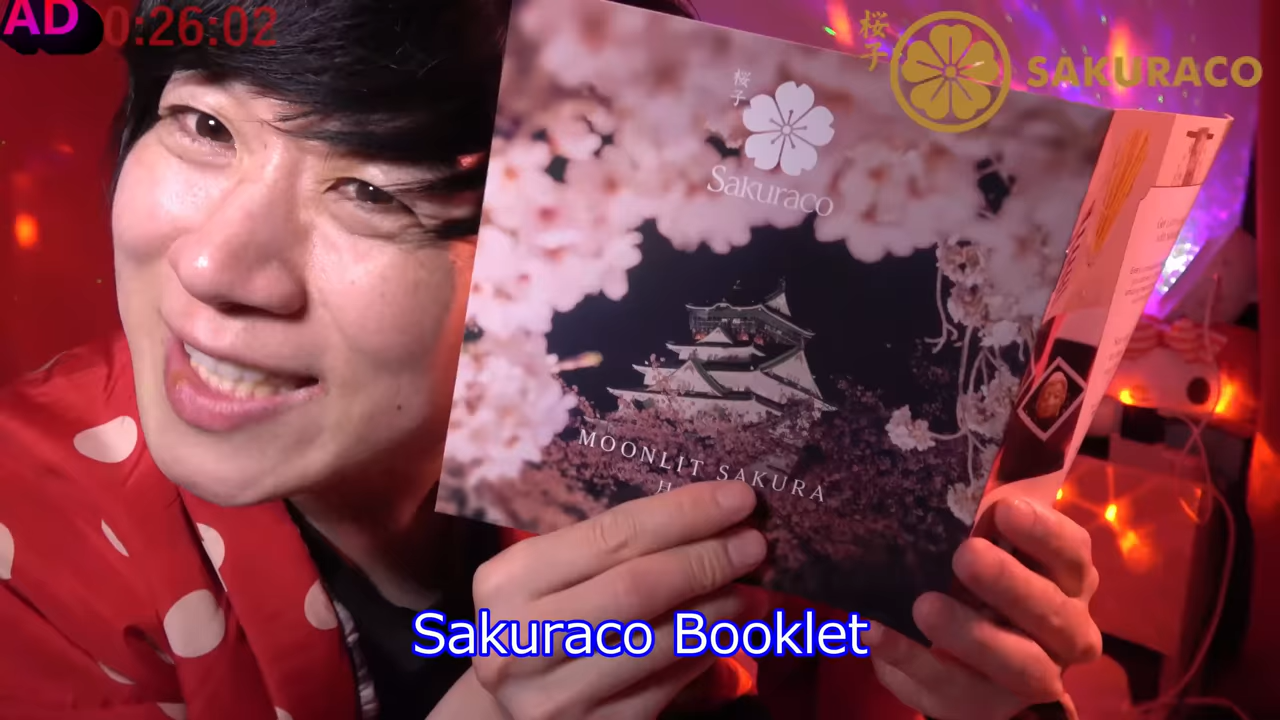 AD
0:26:02
桜子
SAKURACO
桜子
Sakuraco
MOONLIT SAKURA
H
Sakuraco Booklet